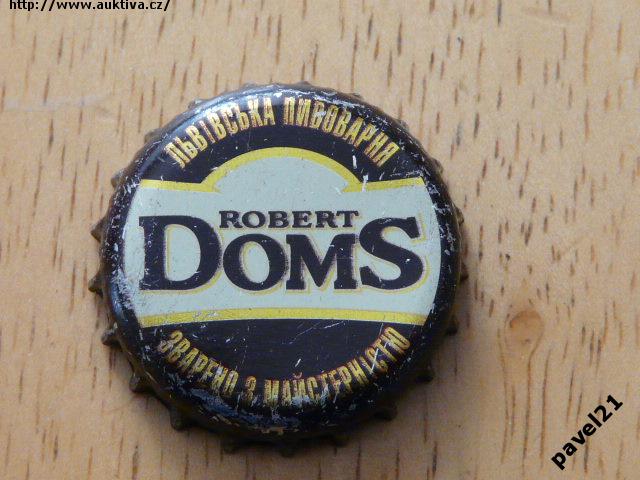 http://www.auktiva.cz/
ЛЬВІВСЬКА ПИВОВАРНЯ
ROBERT
DOMS
ЗВАРЕНО З МАЙСТЕРНІСТЮ
pavel21